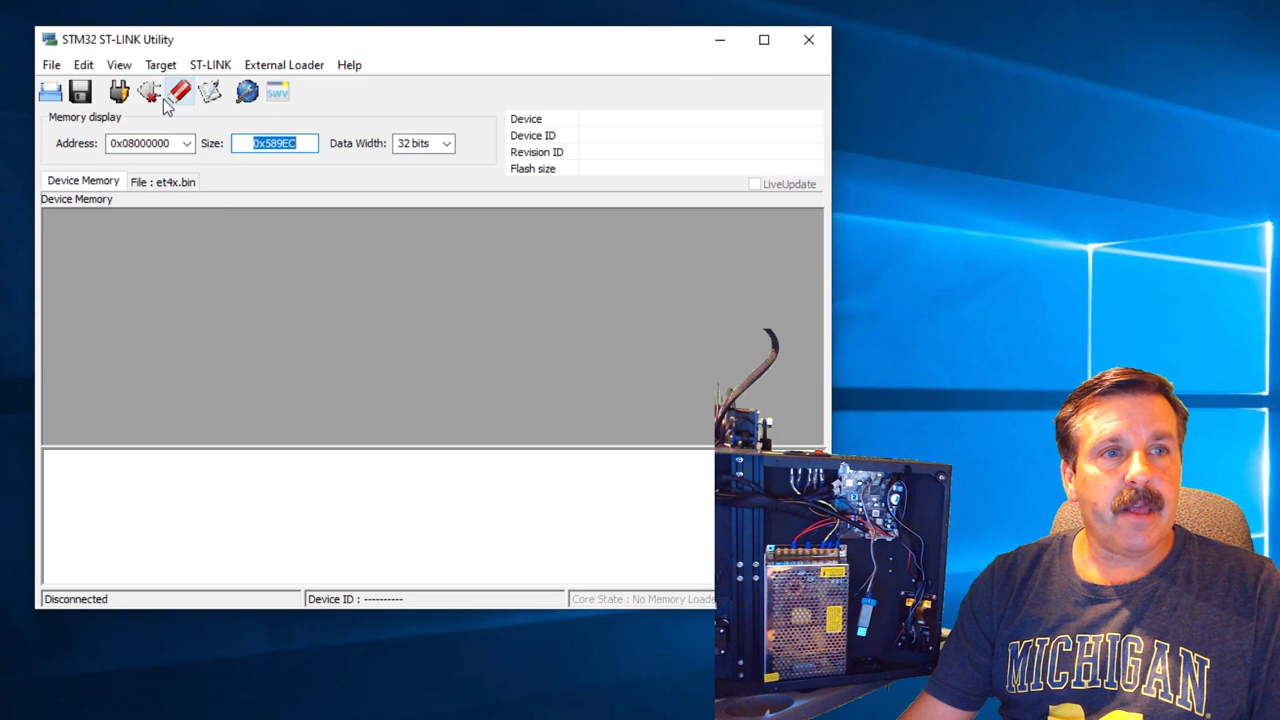 STM32 ST-LINK Utility
File Edit View Target ST-LINK External Loader Help
SWV
Memory display
Address: 0x08000000 Size: 0x589EC Data Width: 32 bits
Device
Device ID
Revision ID
Flash size
Device Memory File : et4x.bin
LiveUpdate
Device Memory
Disconnected
Device ID : ----------
Core State : No Memory Loade
MICHIGAN